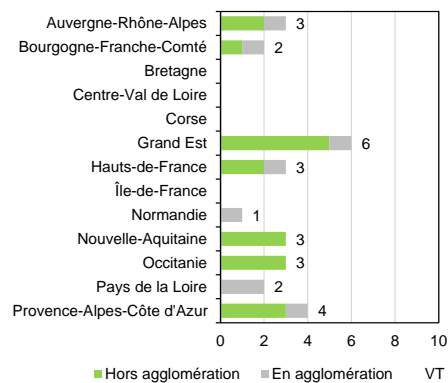 Auvergne-Rhône-Alpes 3
Bourgogne-Franche-Comté 2
Bretagne
Centre-Val de Loire
Corse
Grand Est 6
Hauts-de-France 3
Île-de-France
Normandie 1
Nouvelle-Aquitaine 3
Occitanie 3
Pays de la Loire 2
Provence-Alpes-Côte d'Azur 4
0 2 4 6 8 10
Hors agglomération En agglomération VT